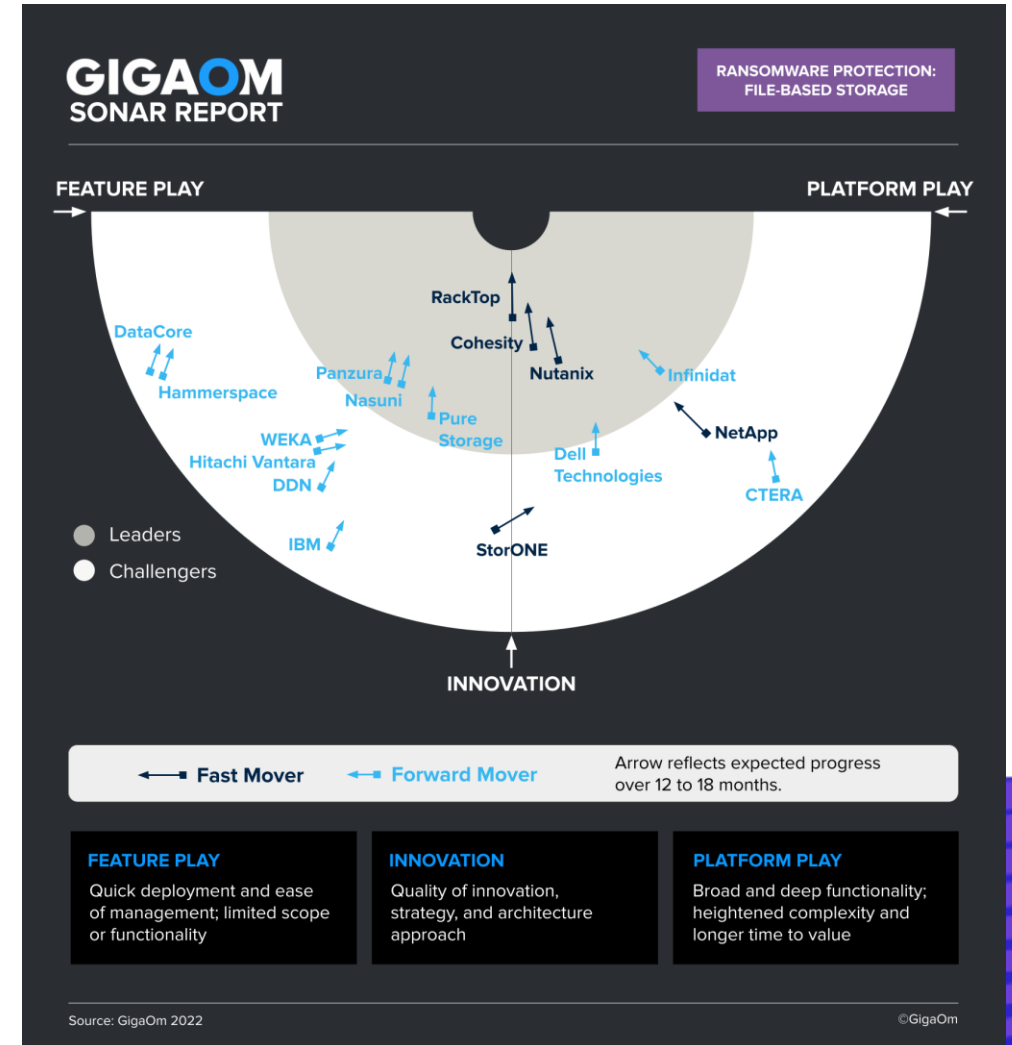 GIGAOM
SONAR REPORT
RANSOMWARE PROTECTION:
FILE-BASED STORAGE
FEATURE PLAY
PLATFORM PLAY
RackTop
Cohesity
Nutanix
DataCore
Hammerspace
Panzura
Nasuni
Infinidat
Pure
Storage
WEKA
Hitachi Vantara
DDN
Dell
Technologies
NetApp
CTERA
IBM
StorONE
Leaders
Challengers
INNOVATION
Fast Mover
Forward Mover
Arrow reflects expected progress
over 12 to 18 months.
FEATURE PLAY
Quick deployment and ease
of management; limited scope
or functionality
INNOVATION
Quality of innovation,
strategy, and architecture
approach
PLATFORM PLAY
Broad and deep functionality;
heightened complexity and
longer time to value
Source: GigaOm 2022
©GigaOm